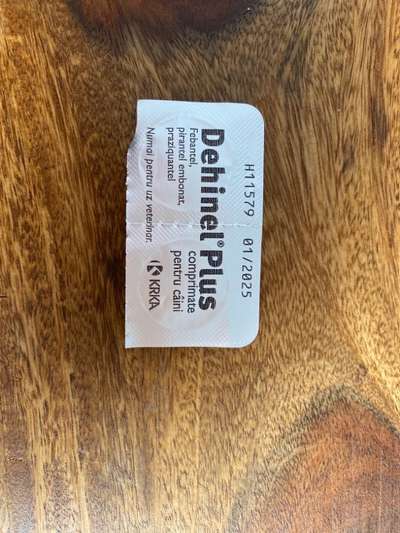 H11579 01/2025
Dehinel® Plus
Febantel,
pirantel embonat,
praziquantel
comprimate
pentru câini
Numai pentru uz veterinar.
KRKA